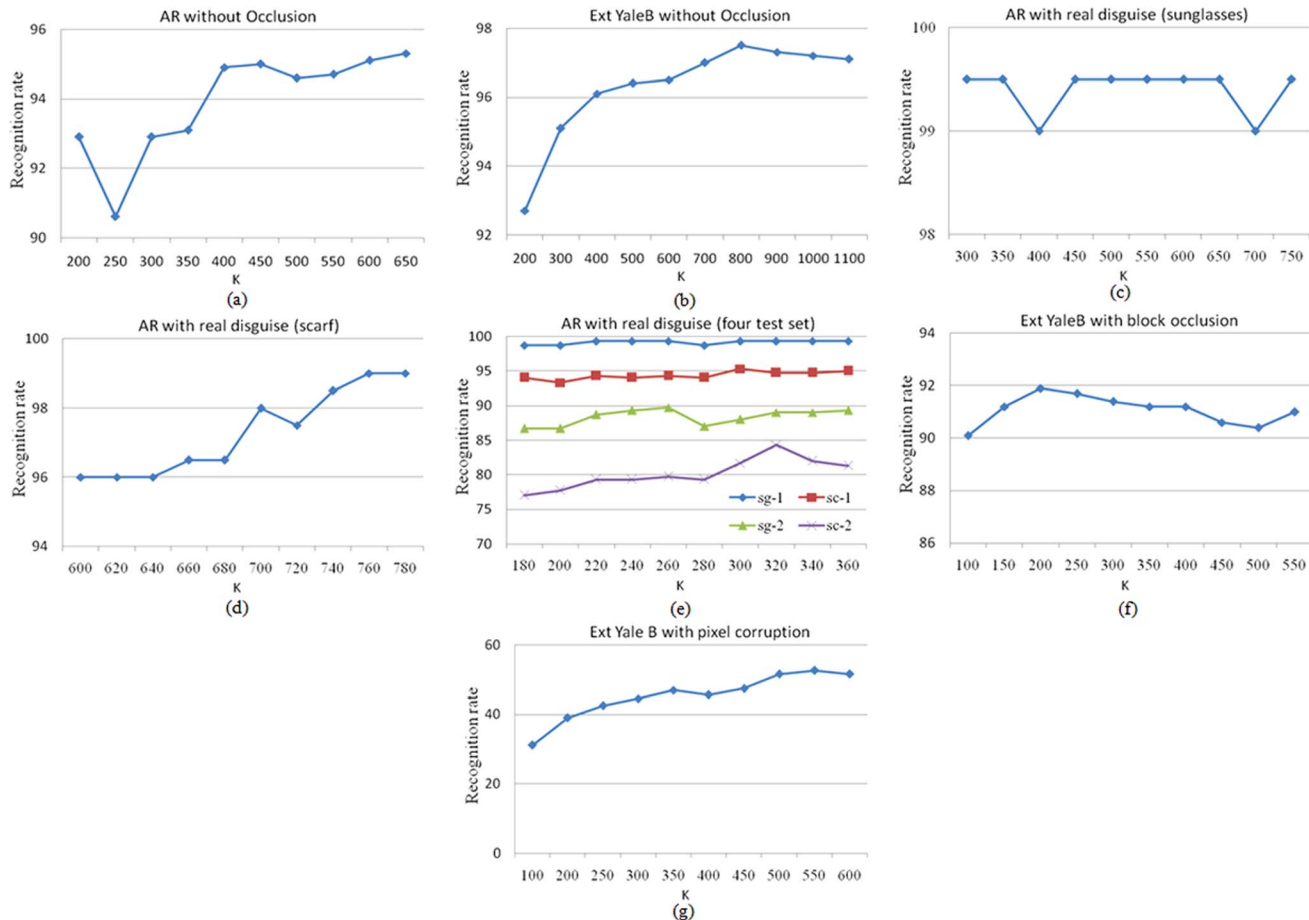 AR without Occlusion
96
94
92
90
Recognition rate
200 250 300 350 400 450 500 550 600 650
K
(a)
Ext YaleB without Occlusion
98
96
94
92
Recognition rate
200 300 400 500 600 700 800 900 1000 1100
K
(b)
AR with real disguise (sunglasses)
100
99
98
Recognition rate
300 350 400 450 500 550 600 650 700 750
K
(c)
AR with real disguise (scarf)
100
98
96
94
Recognition rate
600 620 640 660 680 700 720 740 760 780
K
(d)
AR with real disguise (four test set)
100
95
90
85
80
75
70
Recognition rate
sg-1 sc-1
sg-2 sc-2
180 200 220 240 260 280 300 320 340 360
K
(e)
Ext YaleB with block occlusion
94
92
90
88
86
Recognition rate
100 150 200 250 300 350 400 450 500 550
K
(f)
Ext Yale B with pixel corruption
60
40
20
0
Recognition rate
100 200 250 300 350 400 450 500 550 600
K
(g)